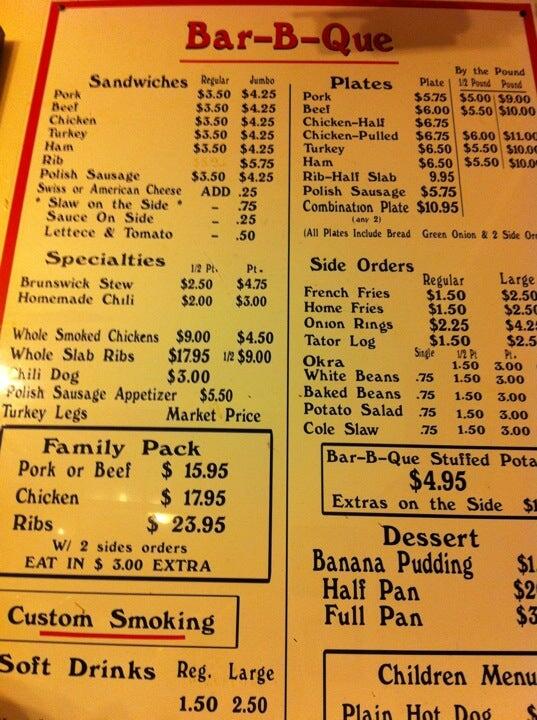 Bar-B-Que
Sandwiches Regular Jumbo
Pork $3.50 $4.25
Beef $3.50 $4.25
Chicken $3.50 $4.25
Turkey $3.50 $4.25
Ham $3.50 $4.25
Rib $5.75
Polish Sausage $3.50 $4.25
Swiss or American Cheese ADD .25
* Slaw on the Side * – .75
Sauce On Side – .25
Lettece & Tomato – .50
Specialties 1/2 Pt. Pt.
Brunswick Stew $2.50 $4.75
Homemade Chili $2.00 $3.00
Whole Smoked Chickens $9.00 $4.50
Whole Slab Ribs $17.95 1/2 $9.00
Chili Dog $3.00
Polish Sausage Appetizer $5.50
Turkey Legs Market Price
Family Pack
Pork or Beef $ 15.95
Chicken $ 17.95
Ribs $ 23.95
W/ 2 sides orders
EAT IN $ 3.00 EXTRA
Custom Smoking
Soft Drinks Reg. Large
1.50 2.50
By the Pound
Plates Plate 1/2 Pound Pound
Pork $5.75 $5.00 $9.00
Beef $6.00 $5.50 $10.00
Chicken-Half $6.75
Chicken-Pulled $6.75 $6.00 $11.00
Turkey $6.50 $5.50 $10.00
Ham $6.50 $5.50 $10.00
Rib-Half Slab 9.95
Polish Sausage $5.75
Combination Plate $10.95
(any 2)
(All Plates Include Bread Green Onion & 2 Side
Side Orders
Regular Large
French Fries $1.50 $2.50
Home Fries $1.50 $2.50
Onion Rings $2.25
Tator Log $1.50
Single 1/2 Pt Pt.
Okra 1.50 3.00
White Beans .75 1.50 3.00
Baked Beans .75 1.50 3.00
Potato Salad .75 1.50 3.00
Cole Slaw .75 1.50 3.00
Bar-B-Que Stuffed
$4.95
Extras on the Side
Dessert
Banana Pudding
Half Pan
Full Pan
Children Menu
Plain Hot Dog